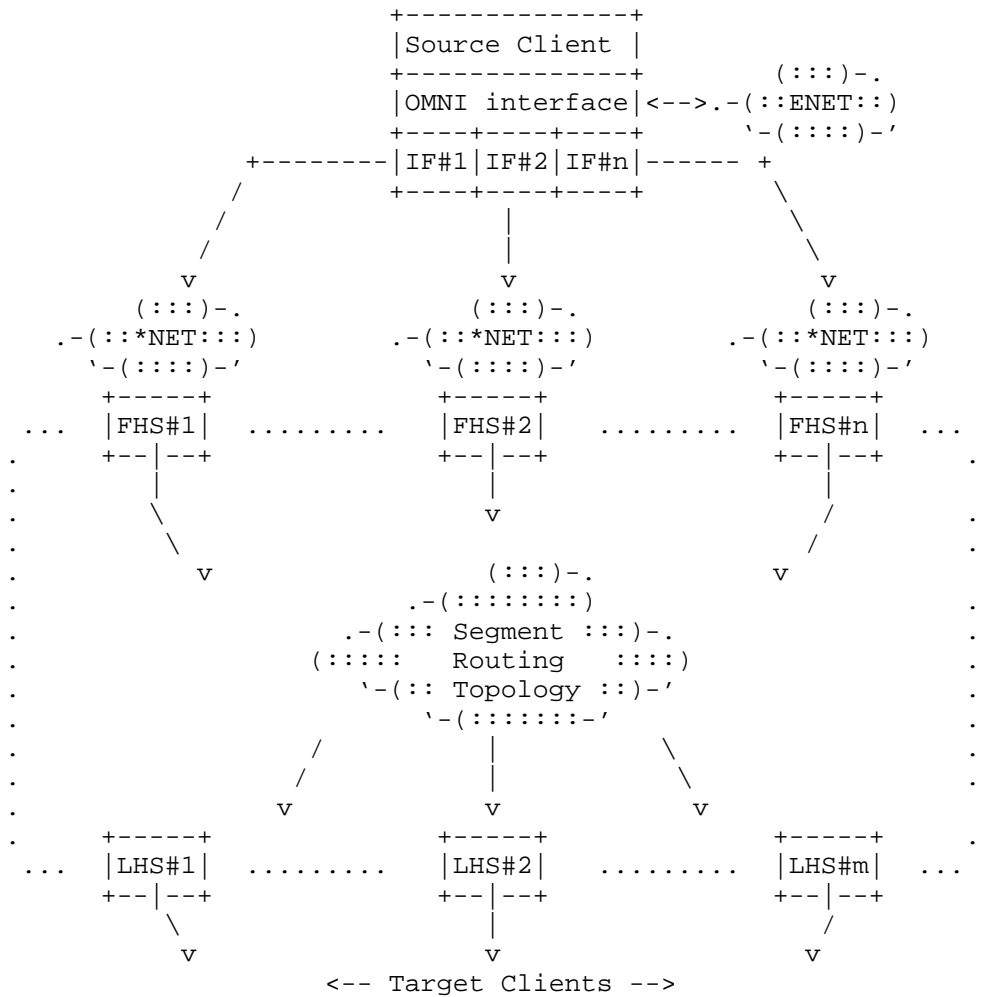 Source Client
OMNI interface <--> ENET
IF#1 IF#2 IF#n
v v v
*NET *NET *NET
... FHS#1 ......... FHS#2 ......... FHS#n ...
v
v v
Segment
Routing
Topology
v v v
... LHS#1 ......... LHS#2 ......... LHS#m ...
v v v
<-- Target Clients -->